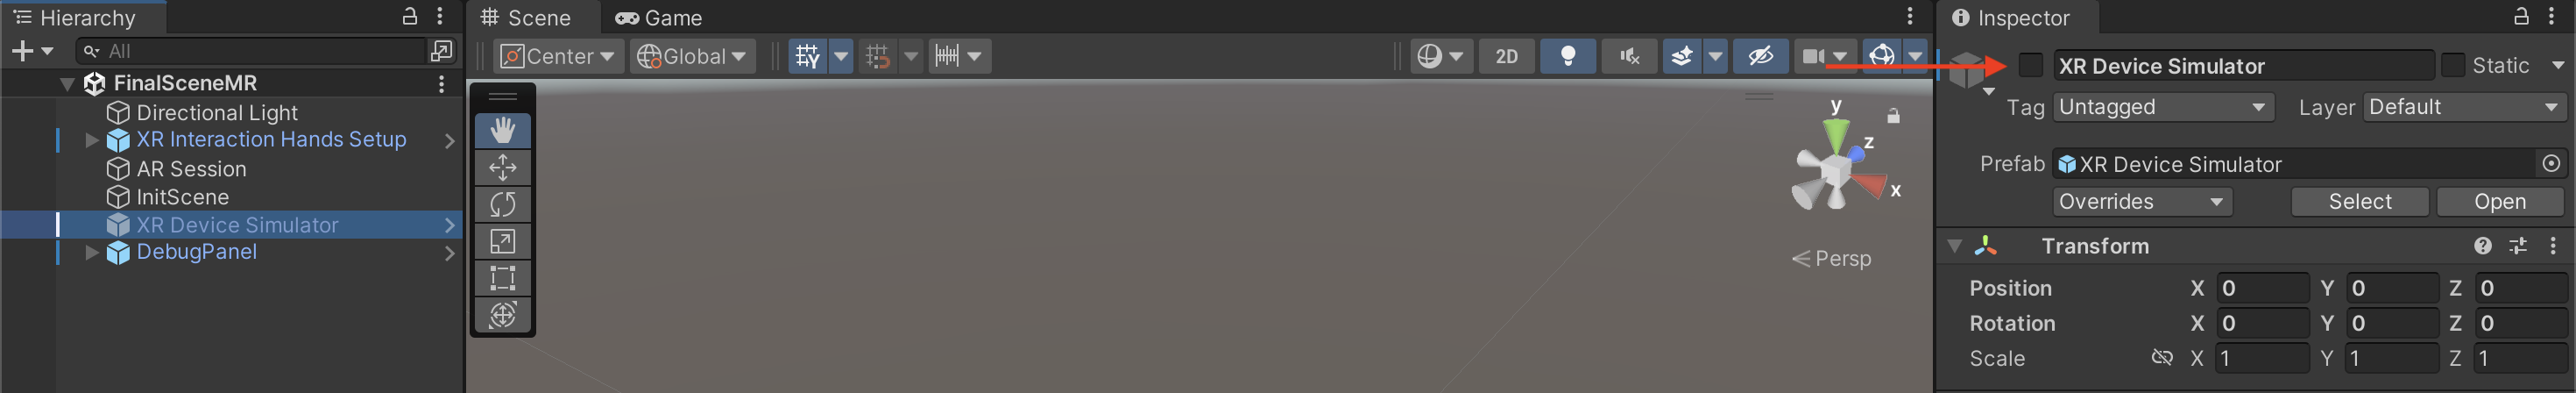 Hierarchy
All
FinalSceneMR
Directional Light
XR Interaction Hands Setup
AR Session
InitScene
XR Device Simulator
DebugPanel
Scene
Game
Center
Global
2D
y
z
x
Persp
Inspector
XR Device Simulator
Static
Tag
Untagged
Layer
Default
Prefab
XR Device Simulator
Overrides
Select
Open
Transform
Position X 0 Y 0 Z 0
Rotation X 0 Y 0 Z 0
Scale X 1 Y 1 Z 1